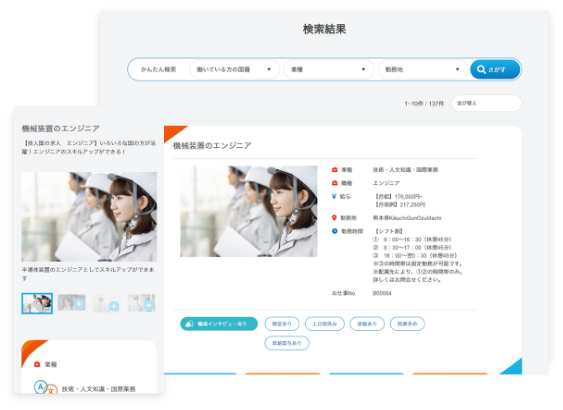 検索結果
かんたん検索
働いている方の国籍
業種
勤務地
さがす
1~10件 / 137件
並び替え
機械装置のエンジニア
【技人国の求人　エンジニア】いろいろな国の方が活
躍！エンジニアのスキルアップができる！
半導体装置のエンジニアとしてスキルアップができま
す
業種
技術・人文知識・国際業務
機械装置のエンジニア
業種 技術・人文知識・国際業務
職種 エンジニア
給与 【月給】179,000円~
【月収例】217,250円
勤務地 熊本県KikuchiGunOzuMachi
勤務時間 【シフト制】
① 8：00～16：30（休憩45分）
② 8：30～17：00（休憩45分）
③ 16：00～翌0：30（休憩45分）
※③の時間帯は固定勤務が可能です。
※配属先により、①②の時間帯のみ。
詳しくはお問合せください。
お仕事No B00054
職場インタビューあり
土日祝休み
夜勤あり
残業多め
昇給賞与あり